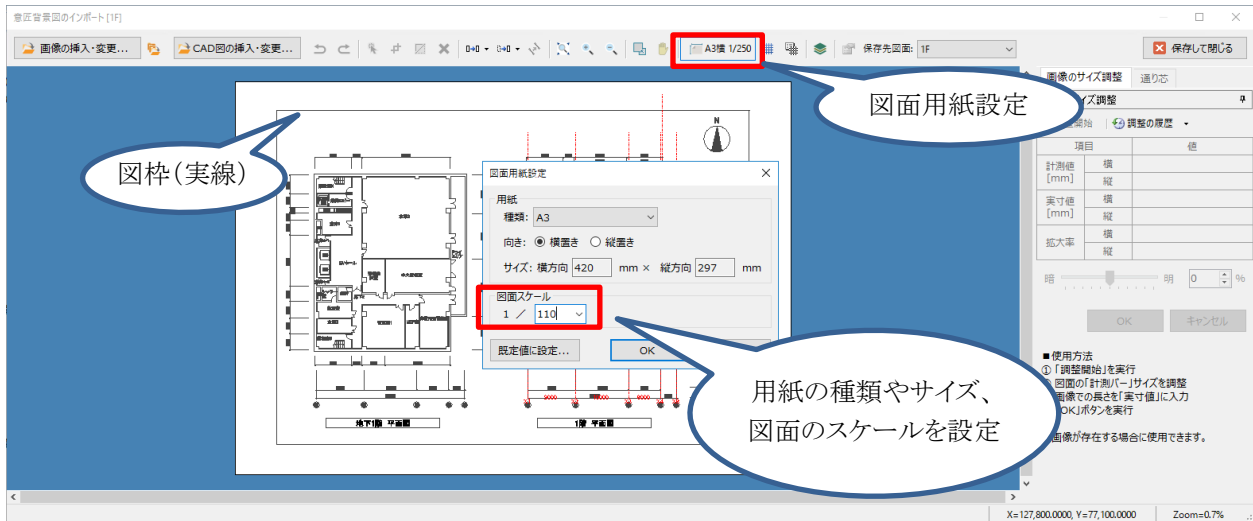 意匠背景図のインポート [1F]
画像の挿入・変更... CAD図の挿入・変更... A3横 1/250 保存先図面: 1F 保存して閉じる
図面用紙設定
図枠(実線)
N
地下1階 平面図
1階 平面図
図面用紙設定
用紙
種類: A3
向き: 横置き 縦置き
サイズ: 横方向 420 mm × 縦方向 297 mm
図面スケール
1 / 110
既定値に設定... OK
用紙の種類やサイズ、
図面のスケールを設定
画像のサイズ調整 通り芯
イズ調整
開始 調整の履歴
項目 値
計測値 [mm] 横
縦
実寸値 [mm] 横
縦
拡大率 横
縦
暗 明 0 %
OK キャンセル
■使用方法
① 「調整開始」を実行
図面の「計測バー」サイズを調整
画像での長さを「実寸値」に入力
OK」ボタンを実行
画像が存在する場合に使用できます。
X=127,800.0000, Y=77,100.0000 Zoom=0.7%